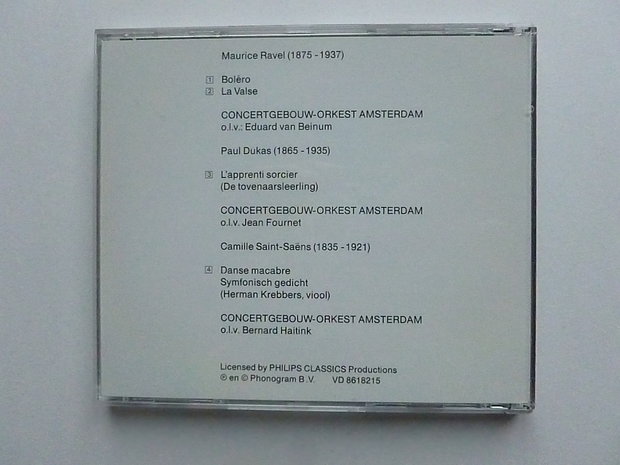 Maurice Ravel (1875 - 1937)
1 Boléro
2 La Valse
CONCERTGEBOUW-ORKEST AMSTERDAM
o.l.v.: Eduard van Beinum
Paul Dukas (1865 - 1935)
3 L'apprenti sorcier
(De tovenaarsleerling)
CONCERTGEBOUW-ORKEST AMSTERDAM
o.l.v. Jean Fournet
Camille Saint-Saëns (1835 - 1921)
4 Danse macabre
Symfonisch gedicht
(Herman Krebbers, viool)
CONCERTGEBOUW-ORKEST AMSTERDAM
o.l.v. Bernard Haitink
Licensed by PHILIPS CLASSICS Productions
℗ en © Phonogram B.V. VD 8618215